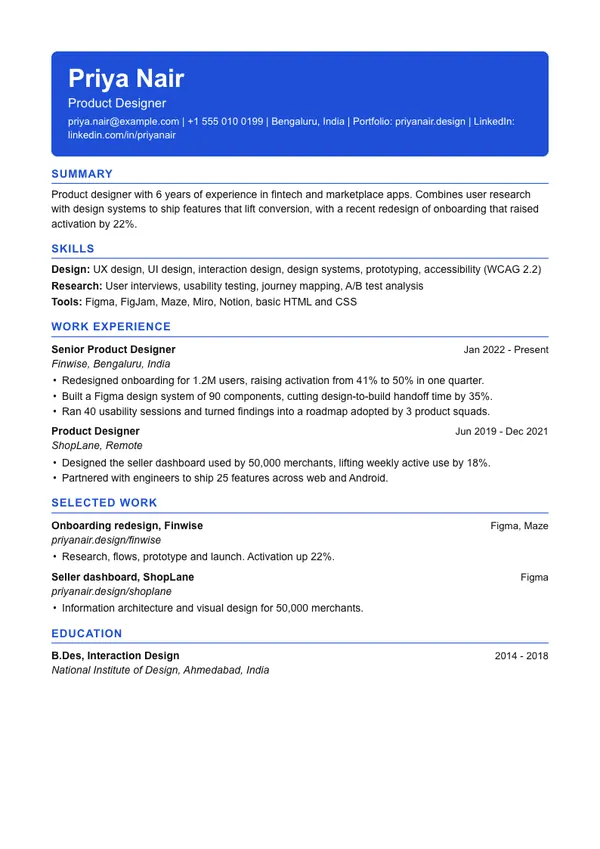 Priya Nair
Product Designer
priya.nair@example.com | +1 555 010 0199 | Bengaluru, India | Portfolio: priyanair.design | LinkedIn:
linkedin.com/in/priyanair
SUMMARY
Product designer with 6 years of experience in fintech and marketplace apps. Combines user research
with design systems to ship features that lift conversion, with a recent redesign of onboarding that raised
activation by 22%.
SKILLS
Design: UX design, UI design, interaction design, design systems, prototyping, accessibility (WCAG 2.2)
Research: User interviews, usability testing, journey mapping, A/B test analysis
Tools: Figma, FigJam, Maze, Miro, Notion, basic HTML and CSS
WORK EXPERIENCE
Senior Product Designer Jan 2022 - Present
Finwise, Bengaluru, India
• Redesigned onboarding for 1.2M users, raising activation from 41% to 50% in one quarter.
• Built a Figma design system of 90 components, cutting design-to-build handoff time by 35%.
• Ran 40 usability sessions and turned findings into a roadmap adopted by 3 product squads.
Product Designer Jun 2019 - Dec 2021
ShopLane, Remote
• Designed the seller dashboard used by 50,000 merchants, lifting weekly active use by 18%.
• Partnered with engineers to ship 25 features across web and Android.
SELECTED WORK
Onboarding redesign, Finwise Figma, Maze
priyanair.design/finwise
• Research, flows, prototype and launch. Activation up 22%.
Seller dashboard, ShopLane Figma
priyanair.design/shoplane
• Information architecture and visual design for 50,000 merchants.
EDUCATION
B.Des, Interaction Design 2014 - 2018
National Institute of Design, Ahmedabad, India